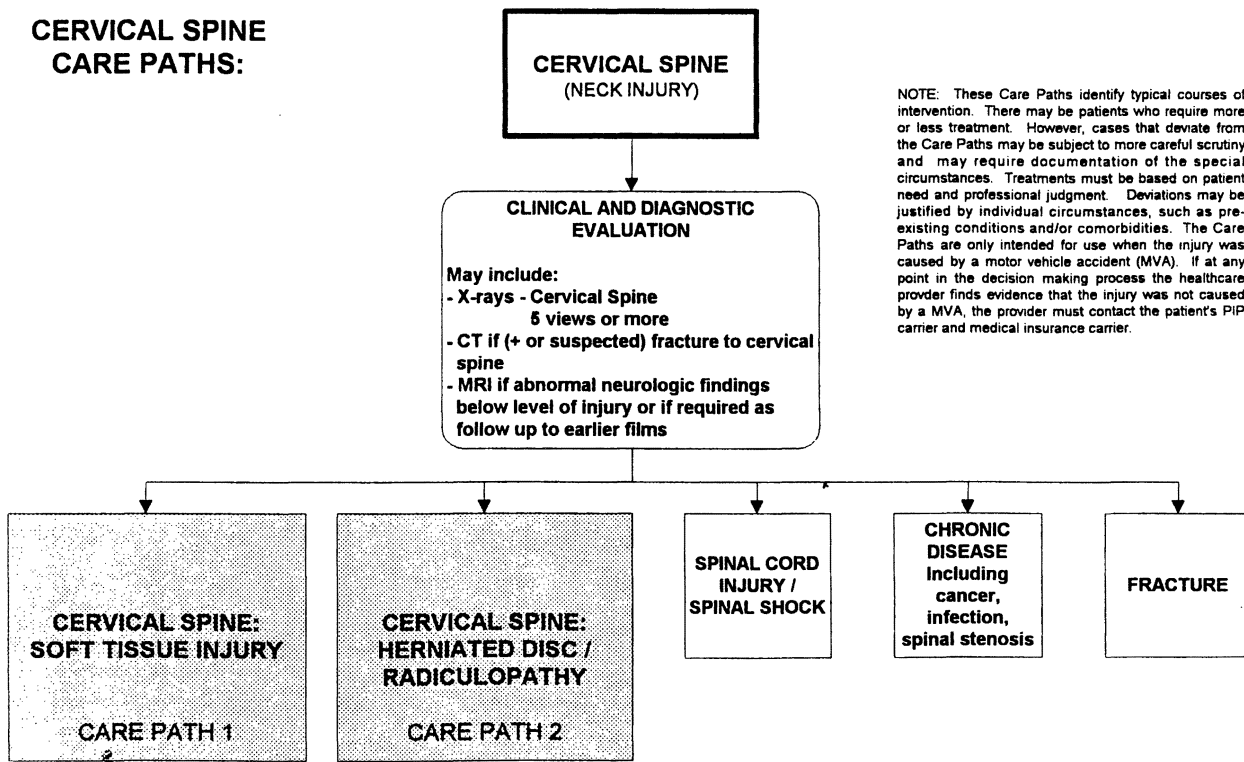 CERVICAL SPINE
CARE PATHS:
CERVICAL SPINE
(NECK INJURY)
NOTE: These Care Paths identify typical courses of
intervention. There may be patients who require more
or less treatment. However, cases that deviate from
the Care Paths may be subject to more careful scrutiny
and may require documentation of the special
circumstances. Treatments must be based on patient
need and professional judgment. Deviations may be
justified by individual circumstances, such as pre-
existing conditions and/or comorbidities. The Care
Paths are only intended for use when the injury was
caused by a motor vehicle accident (MVA). If at any
point in the decision making process the healthcare
provder finds evidence that the injury was not caused
by a MVA, the provider must contact the patient's PIP
carrier and medical insurance carrier.
CLINICAL AND DIAGNOSTIC
EVALUATION
May include:
- X-rays - Cervical Spine
5 views or more
- CT if (+ or suspected) fracture to cervical
spine
- MRI if abnormal neurologic findings
below level of injury or if required as
follow up to earlier films
CERVICAL SPINE:
SOFT TISSUE INJURY
CARE PATH 1
CERVICAL SPINE:
HERNIATED DISC /
RADICULOPATHY
CARE PATH 2
SPINAL CORD
INJURY /
SPINAL SHOCK
CHRONIC
DISEASE
Including
cancer,
infection,
spinal stenosis
FRACTURE